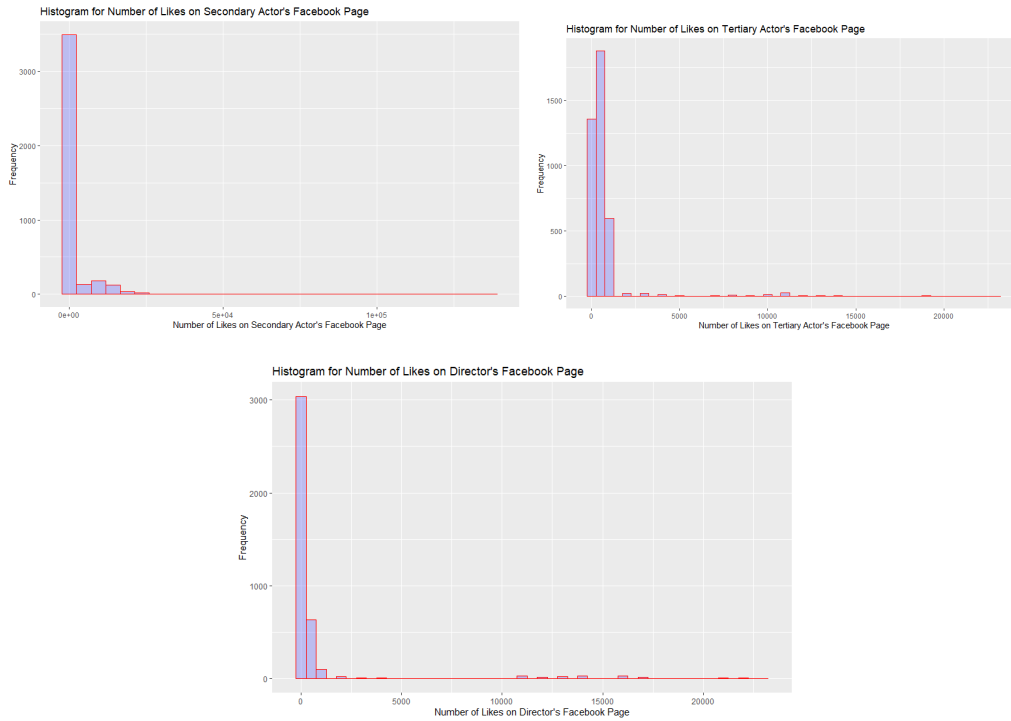 Histogram for Number of Likes on Secondary Actor's Facebook Page
Frequency
3000
2000
1000
0
0e+00 5e+04 1e+05
Number of Likes on Secondary Actor's Facebook Page
Histogram for Number of Likes on Tertiary Actor's Facebook Page
Frequency
1500
1000
500
0
0 5000 10000 15000 20000
Number of Likes on Tertiary Actor's Facebook Page
Histogram for Number of Likes on Director's Facebook Page
Frequency
3000
2000
1000
0
0 5000 10000 15000 20000
Number of Likes on Director's Facebook Page